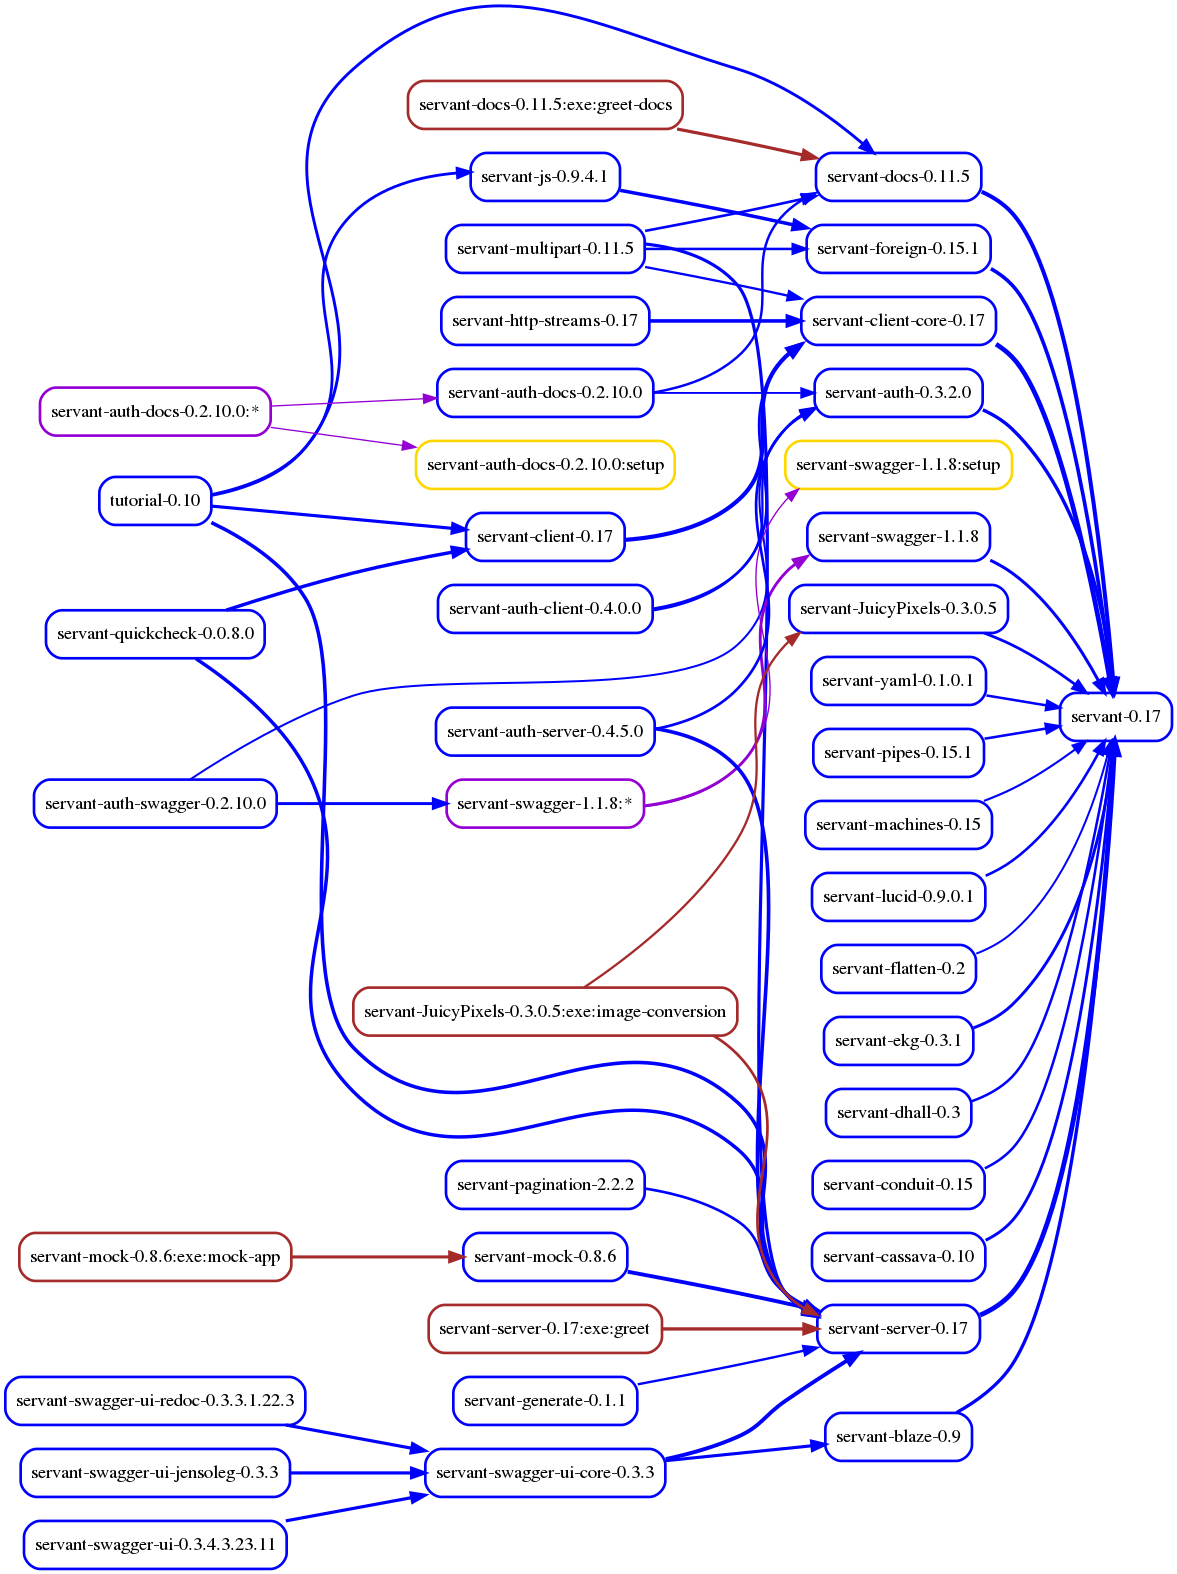 servant-docs-0.11.5:exe:greet-docs
servant-js-0.9.4.1
servant-docs-0.11.5
servant-multipart-0.11.5
servant-foreign-0.15.1
servant-http-streams-0.17
servant-client-core-0.17
servant-auth-docs-0.2.10.0:*
servant-auth-docs-0.2.10.0
servant-auth-0.3.2.0
servant-auth-docs-0.2.10.0:setup
servant-swagger-1.1.8:setup
tutorial-0.10
servant-client-0.17
servant-swagger-1.1.8
servant-auth-client-0.4.0.0
servant-JuicyPixels-0.3.0.5
servant-quickcheck-0.0.8.0
servant-yaml-0.1.0.1
servant-0.17
servant-auth-server-0.4.5.0
servant-pipes-0.15.1
servant-auth-swagger-0.2.10.0
servant-swagger-1.1.8:*
servant-machines-0.15
servant-lucid-0.9.0.1
servant-flatten-0.2
servant-JuicyPixels-0.3.0.5:exe:image-conversion
servant-ekg-0.3.1
servant-dhall-0.3
servant-pagination-2.2.2
servant-conduit-0.15
servant-mock-0.8.6:exe:mock-app
servant-mock-0.8.6
servant-cassava-0.10
servant-server-0.17:exe:greet
servant-server-0.17
servant-swagger-ui-redoc-0.3.3.1.22.3
servant-generate-0.1.1
servant-blaze-0.9
servant-swagger-ui-jensoleg-0.3.3
servant-swagger-ui-core-0.3.3
servant-swagger-ui-0.3.4.3.23.11